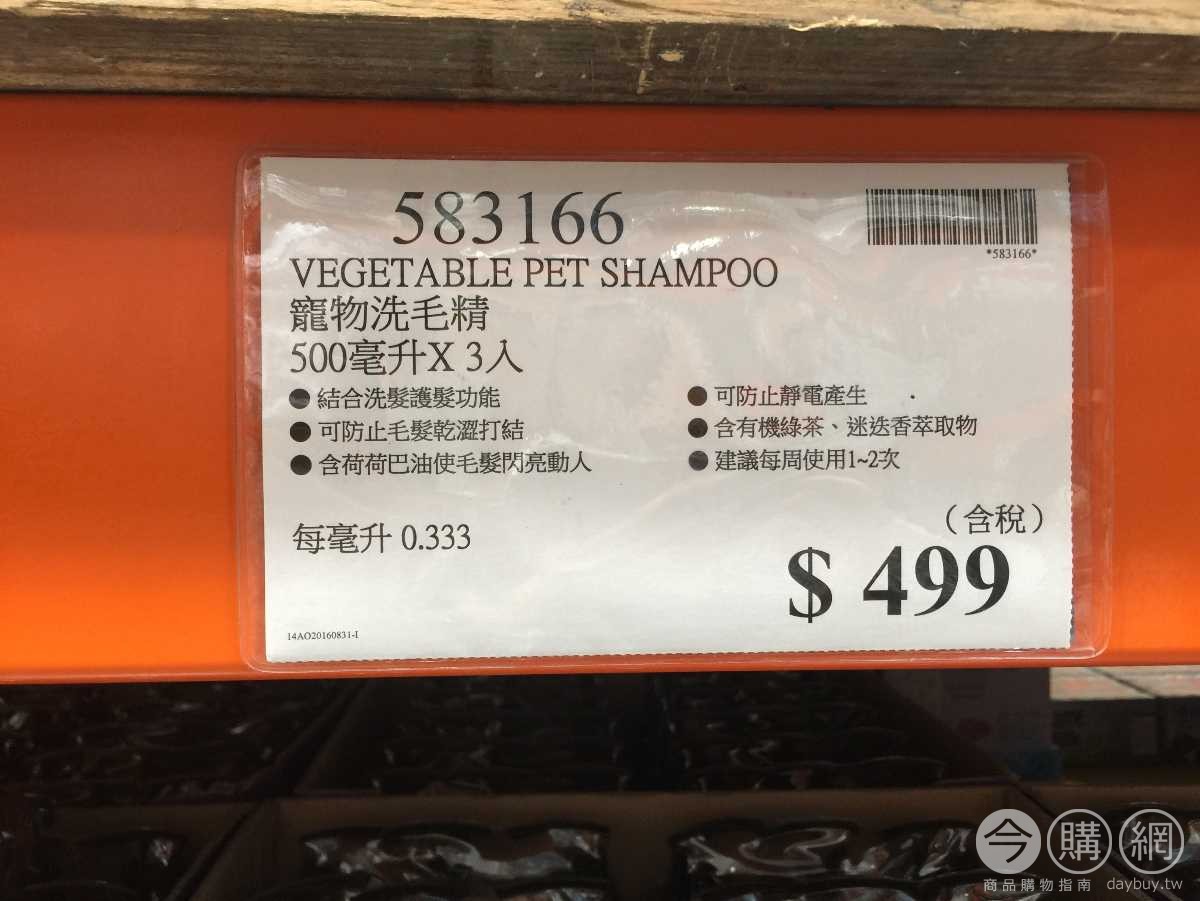 583166
*583166*
VEGETABLE PET SHAMPOO
寵物洗毛精
500毫升X 3入
● 結合洗髮護髮功能
● 可防止毛髮乾澀打結
● 含荷荷巴油使毛髮閃亮動人
● 可防止靜電產生
● 含有機綠茶、迷迭香萃取物
● 建議每周使用1~2次
每毫升 0.333
（含稅）
$ 499
14AO20160831-I
今購網
商品購物指南 daybuy.tw